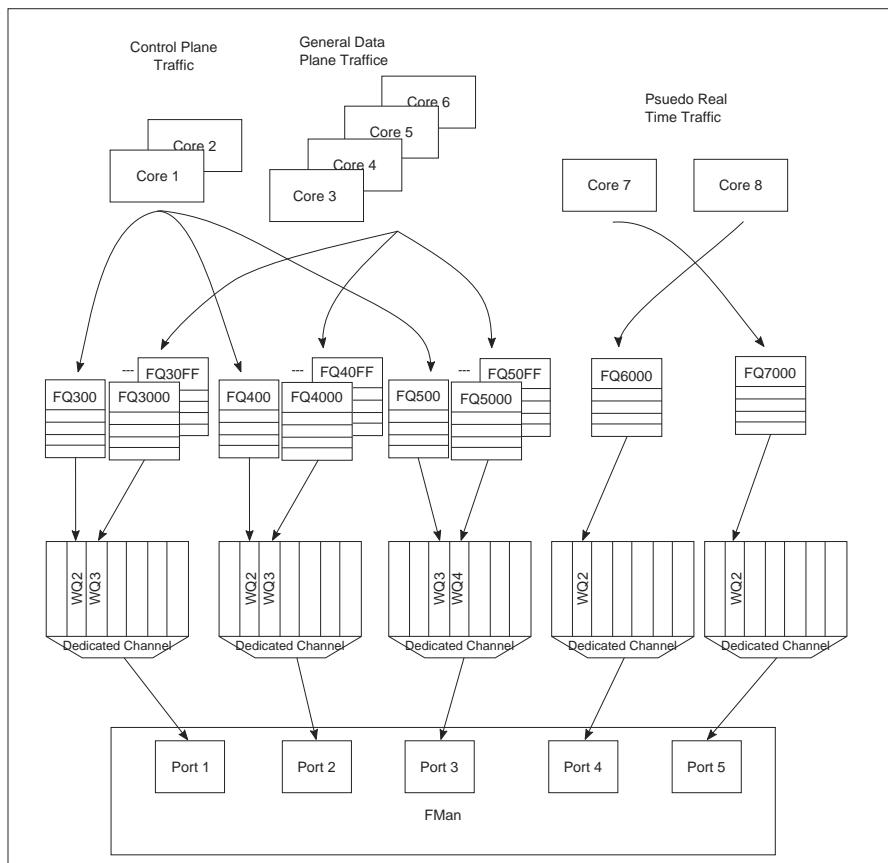 Control Plane
Traffic
General Data
Plane Traffice
Psuedo Real
Time Traffic
Core 6
Core 5
Core 4
Core 3
Core 2
Core 1
Core 7
Core 8
---
FQ30FF
FQ300
FQ3000
---
FQ40FF
FQ400
FQ4000
---
FQ50FF
FQ500
FQ5000
FQ6000
FQ7000
WQ2
WQ3
WQ2
WQ3
WQ3
WQ4
WQ2
WQ2
Dedicated Channel
Dedicated Channel
Dedicated Channel
Dedicated Channel
Dedicated Channel
Port 1
Port 2
Port 3
Port 4
Port 5
FMan